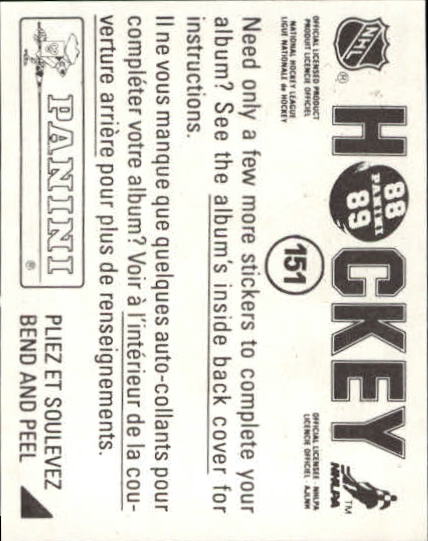 NHL ®
HOCKEY
88 PANINI 89
OFFICIAL LICENSED PRODUCT
PRODUIT LICENCIÉ OFFICIEL
NATIONAL HOCKEY LEAGUE
LIGUE NATIONALE de HOCKEY
151
OFFICIAL LICENSEE - NHLPA
LICENCIÉ OFFICIEL - AJLNH
NHLPA TM
Need only a few more stickers to complete your
album? See the album's inside back cover for
instructions.
Il ne vous manque que quelques auto-collants pour
compléter votre album? Voir à l'intérieur de la cou-
verture arrière pour plus de renseignements.
PANINI ®
PLIEZ ET SOULEVEZ
BEND AND PEEL